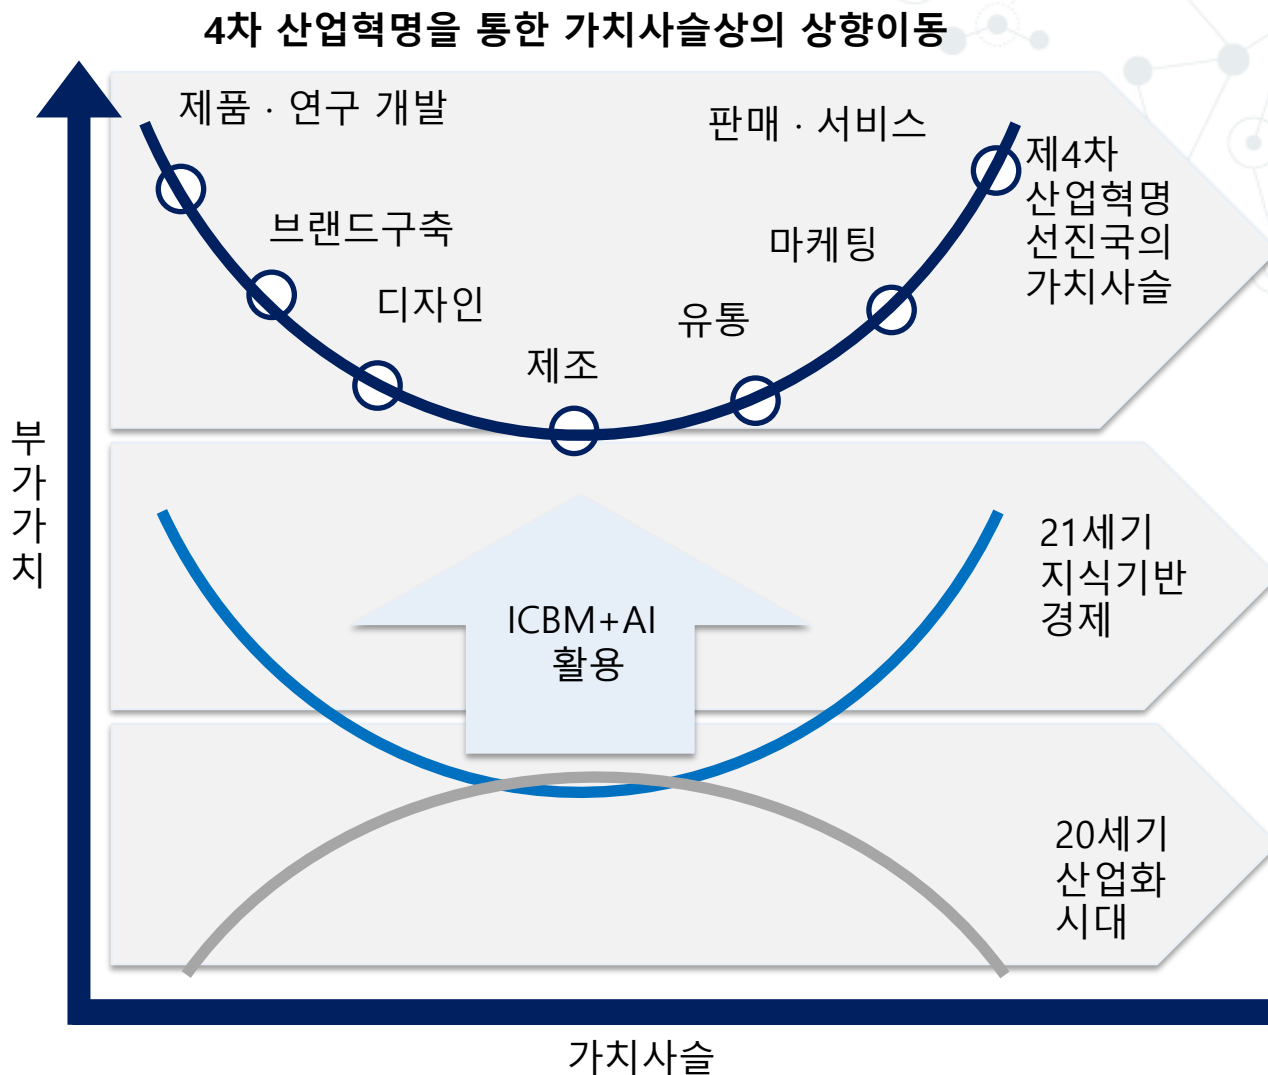 4차 산업혁명을 통한 가치사슬상의 상향이동
제품 · 연구 개발
판매 · 서비스
브랜드구축
마케팅
디자인
유통
제조
제4차
산업혁명
선진국의
가치사슬
부
가
가
치
ICBM+AI
활용
21세기
지식기반
경제
20세기
산업화
시대
가치사슬